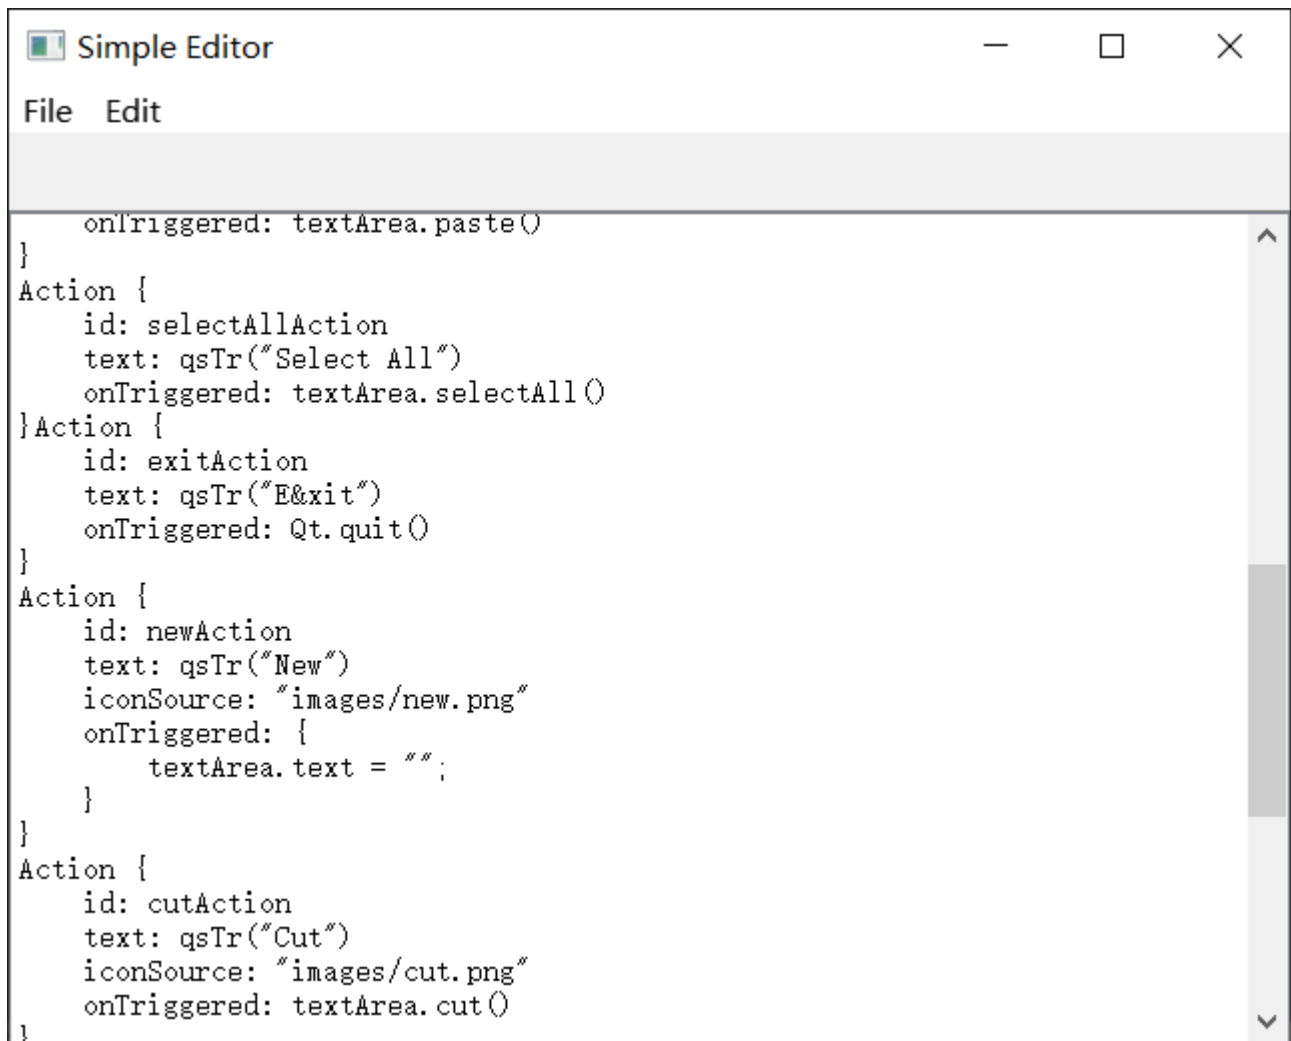 Simple Editor
File Edit
    onTriggered: textArea.paste()
}
Action {
    id: selectAllAction
    text: qsTr("Select All")
    onTriggered: textArea.selectAll()
}Action {
    id: exitAction
    text: qsTr("E&xit")
    onTriggered: Qt.quit()
}
Action {
    id: newAction
    text: qsTr("New")
    iconSource: "images/new.png"
    onTriggered: {
        textArea.text = "";
    }
}
Action {
    id: cutAction
    text: qsTr("Cut")
    iconSource: "images/cut.png"
    onTriggered: textArea.cut()
}